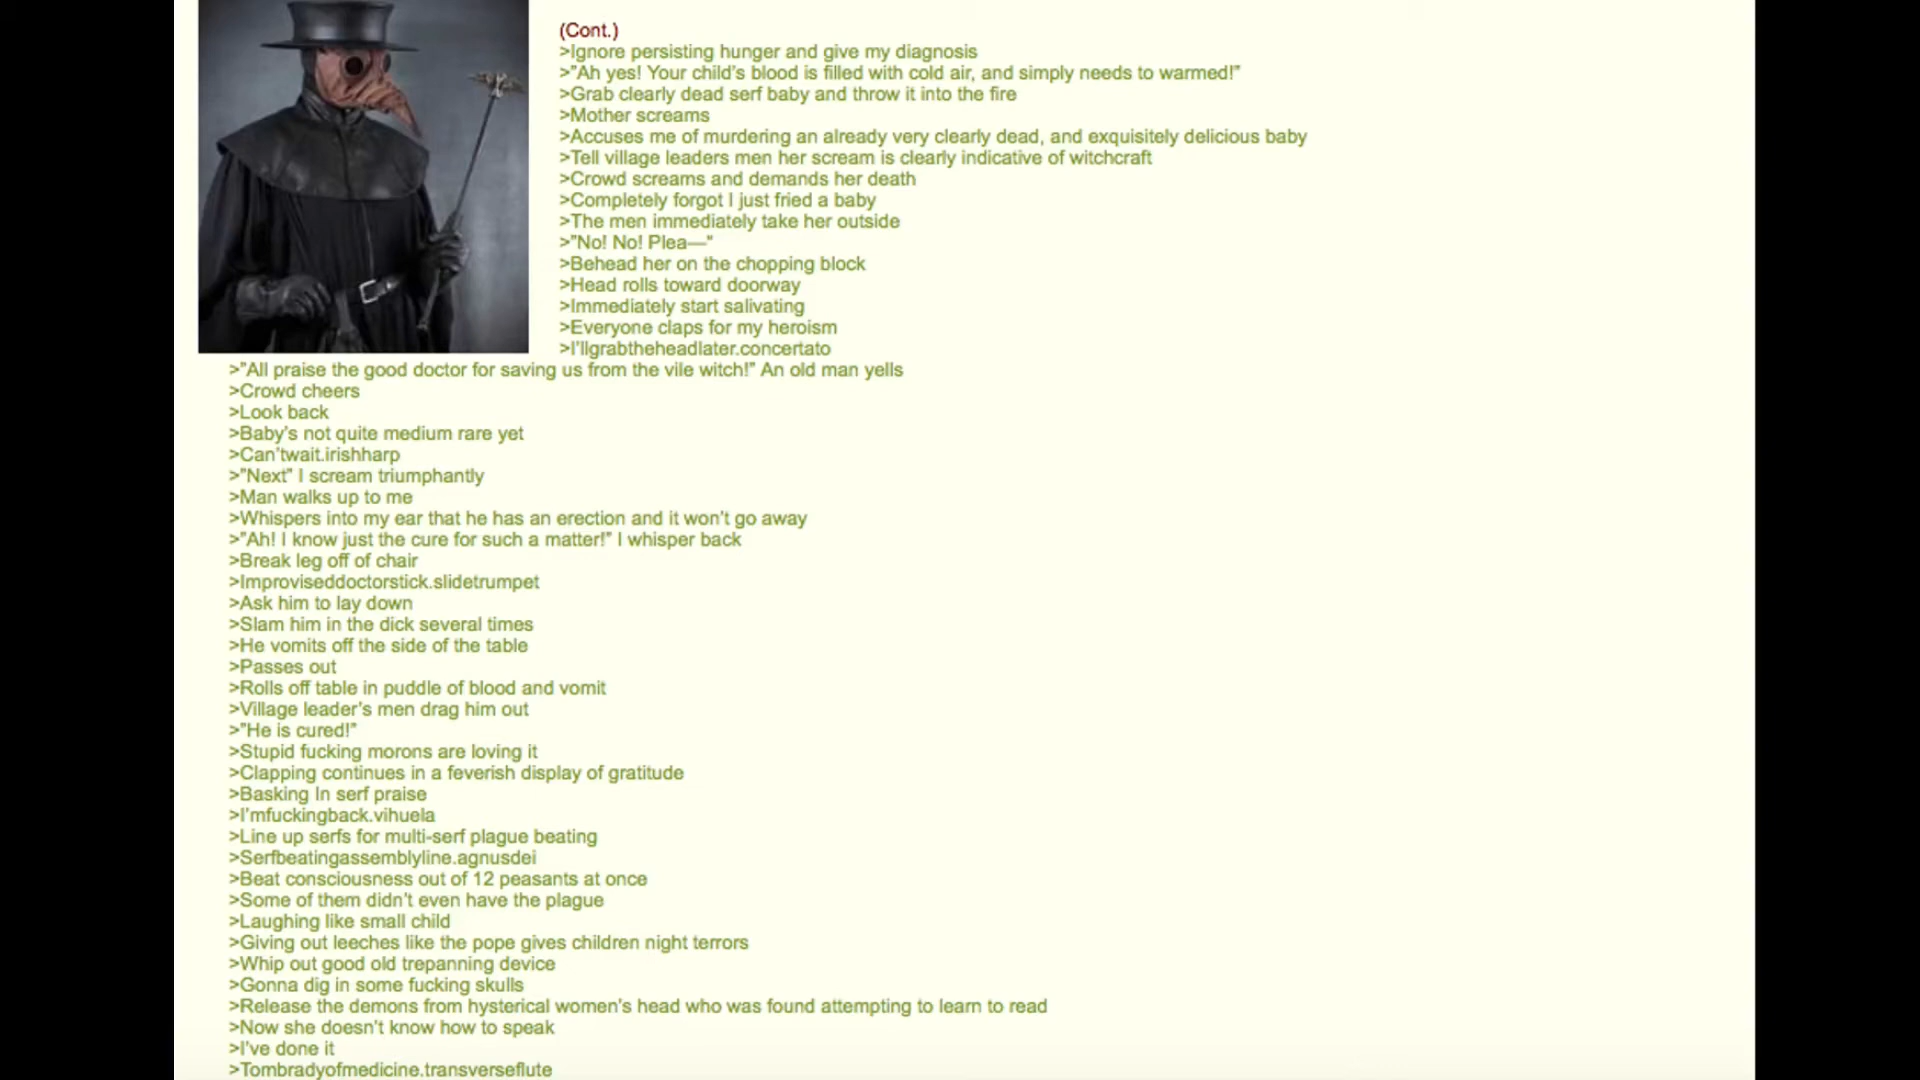 (Cont.)
>Ignore persisting hunger and give my diagnosis
>"Ah yes! Your child's blood is filled with cold air, and simply needs to warmed!"
>Grab clearly dead serf baby and throw it into the fire
>Mother screams
>Accuses me of murdering an already very clearly dead, and exquisitely delicious baby
>Tell village leaders men her scream is clearly indicative of witchcraft
>Crowd screams and demands her death
>Completely forgot I just fried a baby
>The men immediately take her outside
>"No! No! Plea—"
>Behead her on the chopping block
>Head rolls toward doorway
>Immediately start salivating
>Everyone claps for my heroism
>I'llgrabtheheadlater.concertato
>"All praise the good doctor for saving us from the vile witch!" An old man yells
>Crowd cheers
>Look back
>Baby's not quite medium rare yet
>Can'twait.irishharp
>"Next" I scream triumphantly
>Man walks up to me
>Whispers into my ear that he has an erection and it won't go away
>"Ah! I know just the cure for such a matter!" I whisper back
>Break leg off of chair
>Improviseddoctorstick.slidetrumpet
>Ask him to lay down
>Slam him in the dick several times
>He vomits off the side of the table
>Passes out
>Rolls off table in puddle of blood and vomit
>Village leader's men drag him out
>"He is cured!"
>Stupid fucking morons are loving it
>Clapping continues in a feverish display of gratitude
>Basking In serf praise
>I'mfuckingback.vihuela
>Line up serfs for multi-serf plague beating
>Serfbeatingassemblyline.agnusdei
>Beat consciousness out of 12 peasants at once
>Some of them didn't even have the plague
>Laughing like small child
>Giving out leeches like the pope gives children night terrors
>Whip out good old trepanning device
>Gonna dig in some fucking skulls
>Release the demons from hysterical women's head who was found attempting to learn to read
>Now she doesn't know how to speak
>I've done it
>Tombradyofmedicine.transverseflute